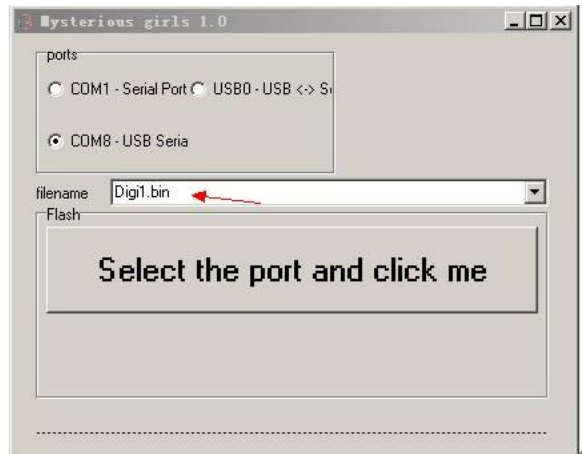 Mysterious girls 1.0
ports
COM1 - Serial Port USB0 - USB <-> S
COM8 - USB Seria
filename Digi1.bin
Flash
Select the port and click me